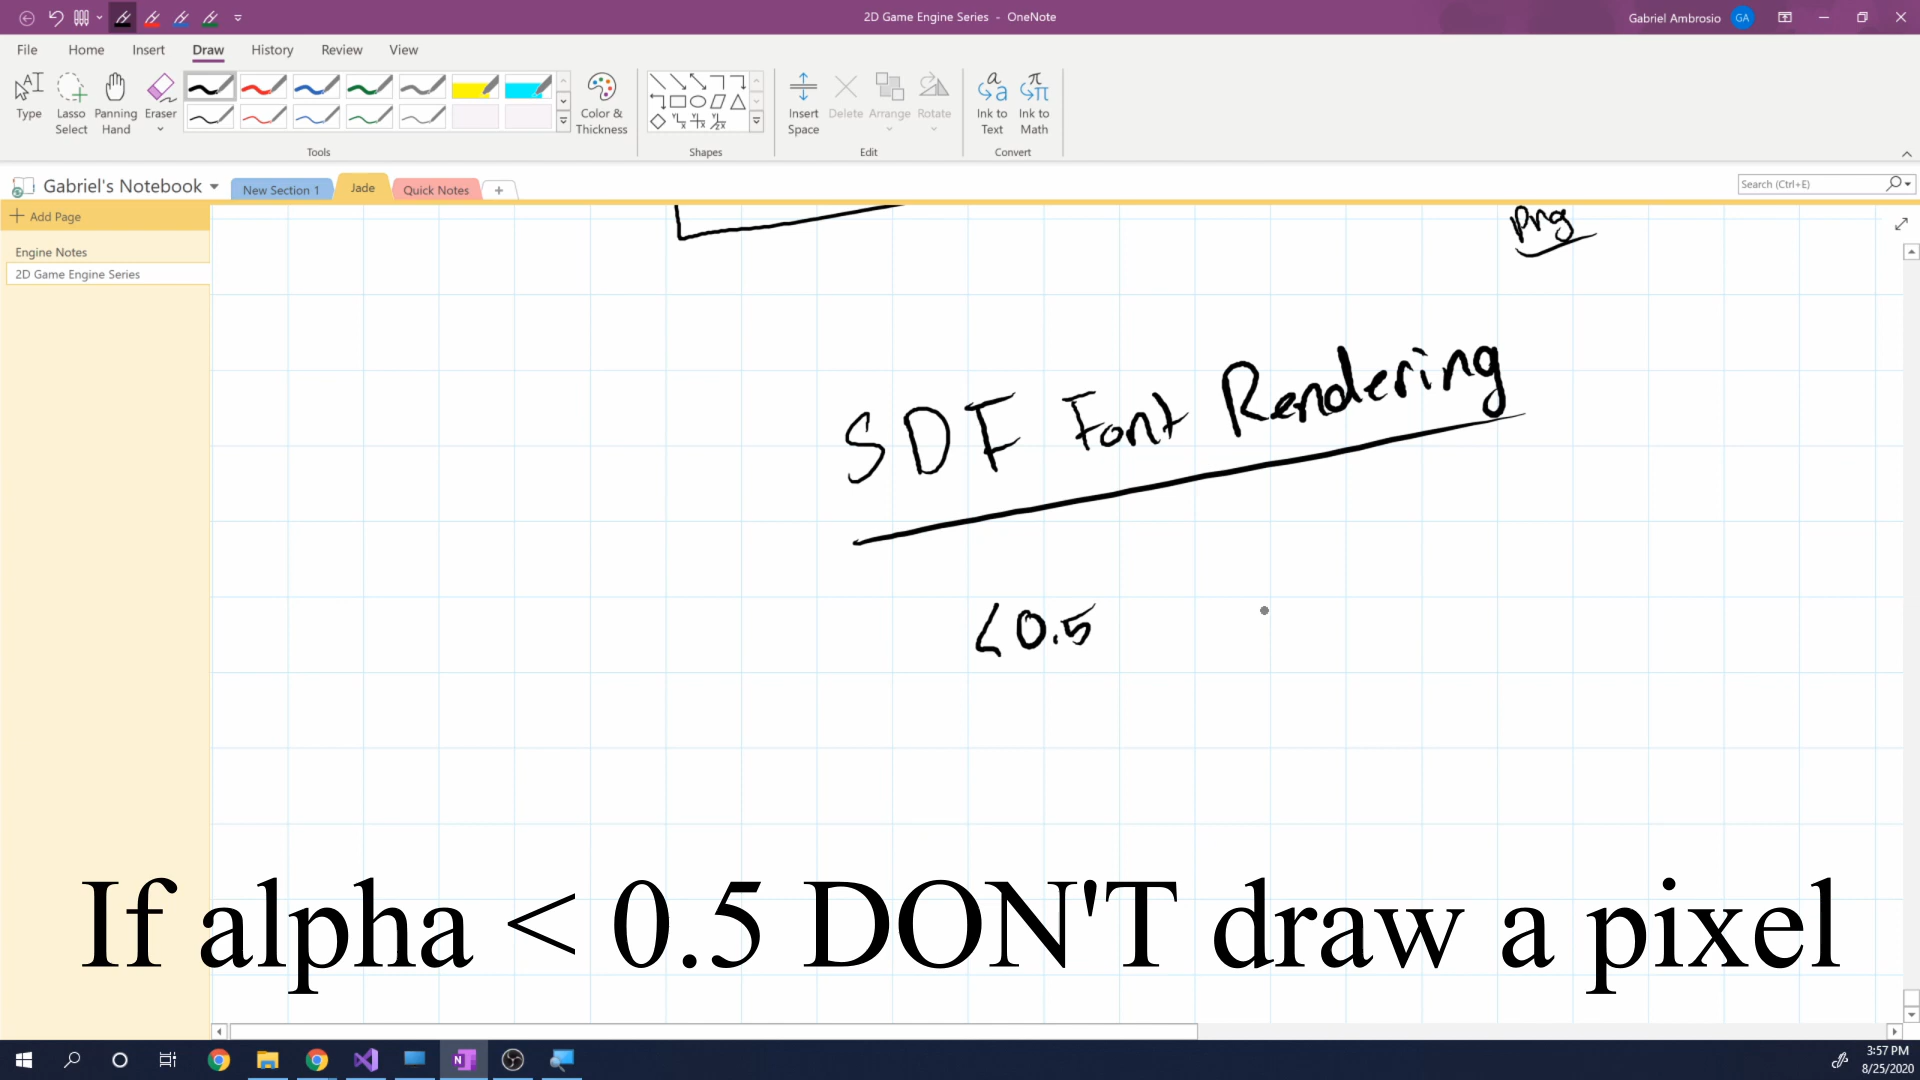 2D Game Engine Series - OneNote
Gabriel Ambrosio GA
File Home Insert Draw History Review View
Type
Lasso Select
Panning Hand
Eraser
Color & Thickness
Insert Space
Delete
Arrange
Rotate
Ink to Text
Ink to Math
Tools Shapes Edit Convert
Gabriel's Notebook New Section 1 Jade Quick Notes + Search (Ctrl+E)
Add Page
Engine Notes
2D Game Engine Series
png
SDF Font Rendering
<0.5
If alpha < 0.5 DON'T draw a pixel
3:57 PM
8/25/2020